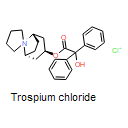 O
N+
O
OH
Cl-
Trospium chloride